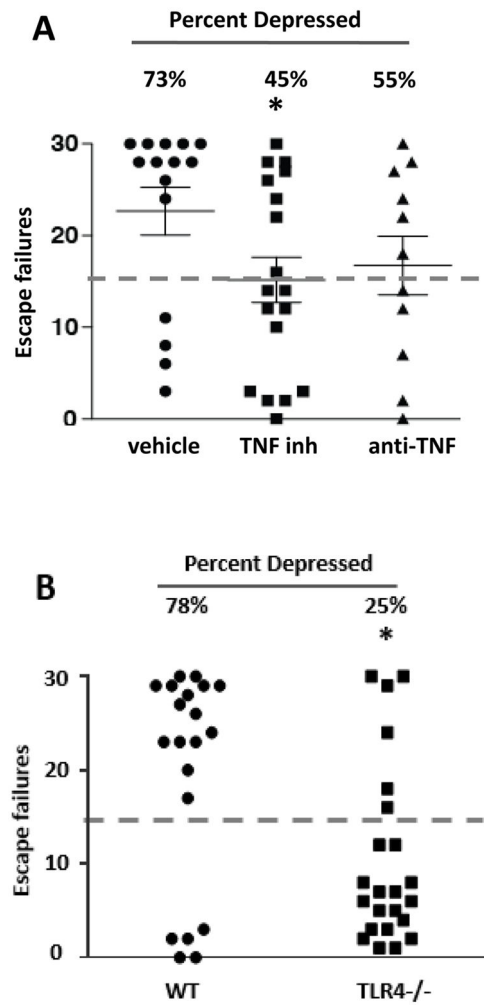 A
Percent Depressed
73% 45% 55%
*
30
20
10
0
Escape failures
vehicle TNF inh anti-TNF
B
Percent Depressed
78% 25%
*
30
20
10
0
Escape failures
WT TLR4-/-